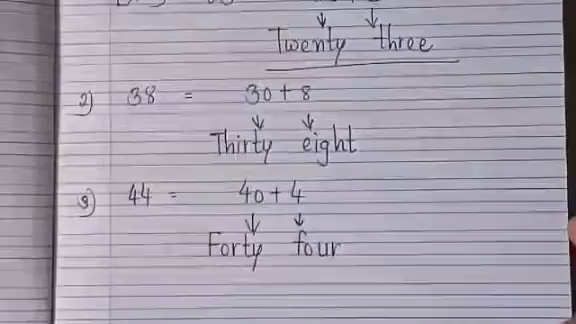 Twenty three
2) 38 = 30 + 8
Thirty eight
3) 44 = 40 + 4
Forty four